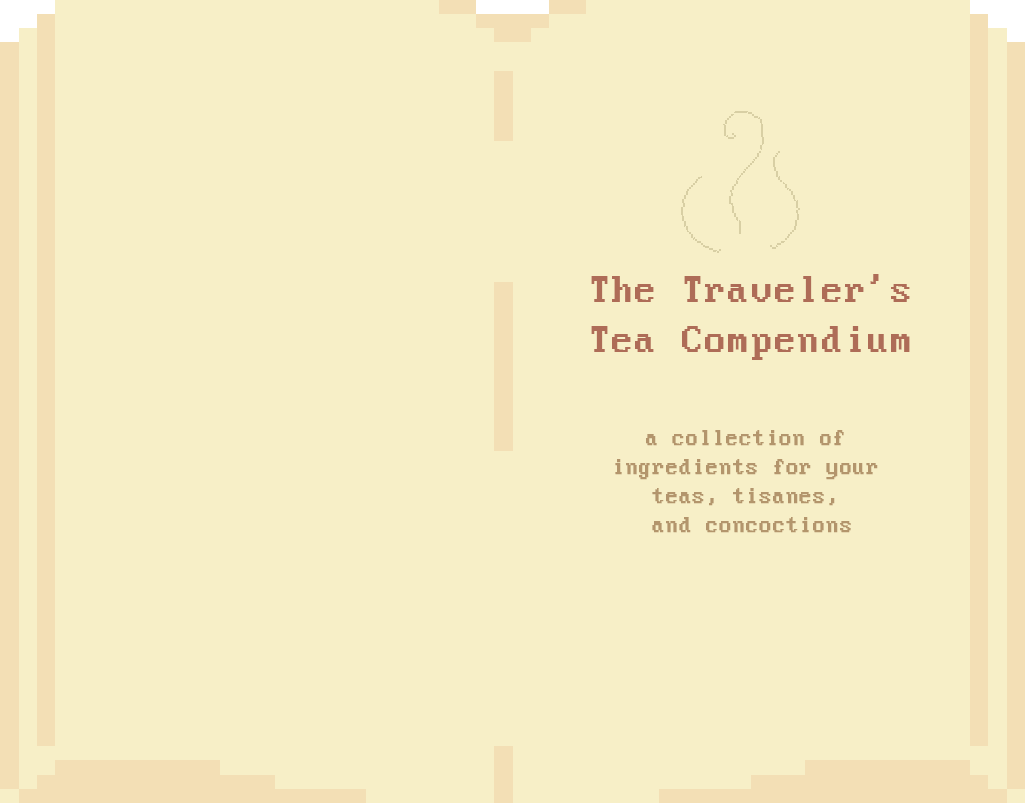 The Traveler's
Tea Compendium
a collection of
ingredients for your
teas, tisanes,
and concoctions